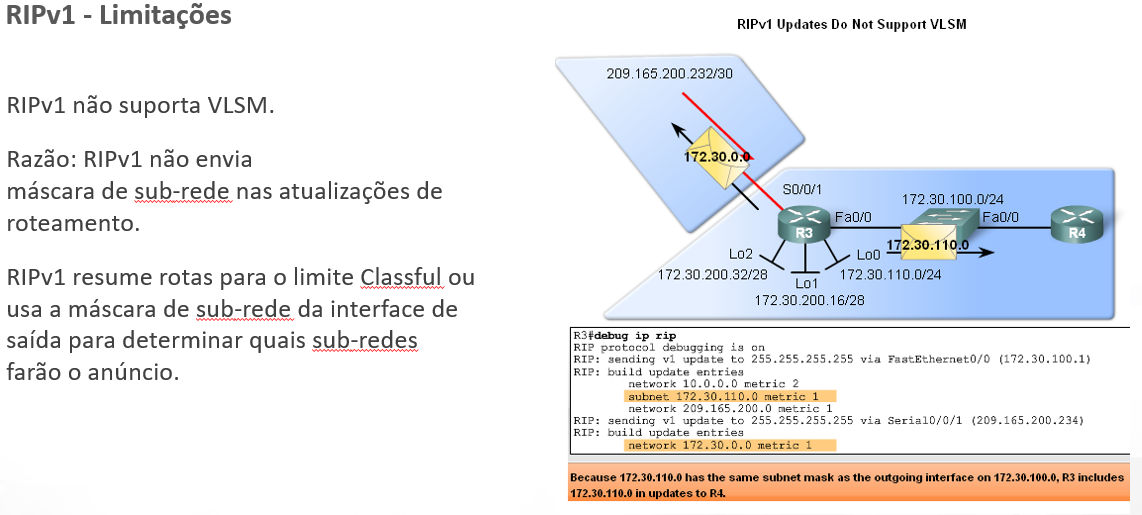 RIPv1 - Limitações
RIPv1 não suporta VLSM.
Razão: RIPv1 não envia
máscara de sub-rede nas atualizações de
roteamento.
RIPv1 resume rotas para o limite Classful ou
usa a máscara de sub-rede da interface de
saída para determinar quais sub-redes
farão o anúncio.
RIPv1 Updates Do Not Support VLSM
209.165.200.232/30
172.30.0.0
S0/0/1
172.30.100.0/24
Fa0/0
Fa0/0
R3
R4
172.30.110.0
Lo2
Lo0
172.30.200.32/28
172.30.110.0/24
Lo1
172.30.200.16/28
R3#debug ip rip
RIP protocol debugging is on
RIP: sending v1 update to 255.255.255.255 via FastEthernet0/0 (172.30.100.1)
RIP: build update entries
network 10.0.0.0 metric 2
subnet 172.30.110.0 metric 1
network 209.165.200.0 metric 1
RIP: sending v1 update to 255.255.255.255 via Serial0/0/1 (209.165.200.234)
RIP: build update entries
network 172.30.0.0 metric 1
Because 172.30.110.0 has the same subnet mask as the outgoing interface on 172.30.100.0, R3 includes
172.30.110.0 in updates to R4.